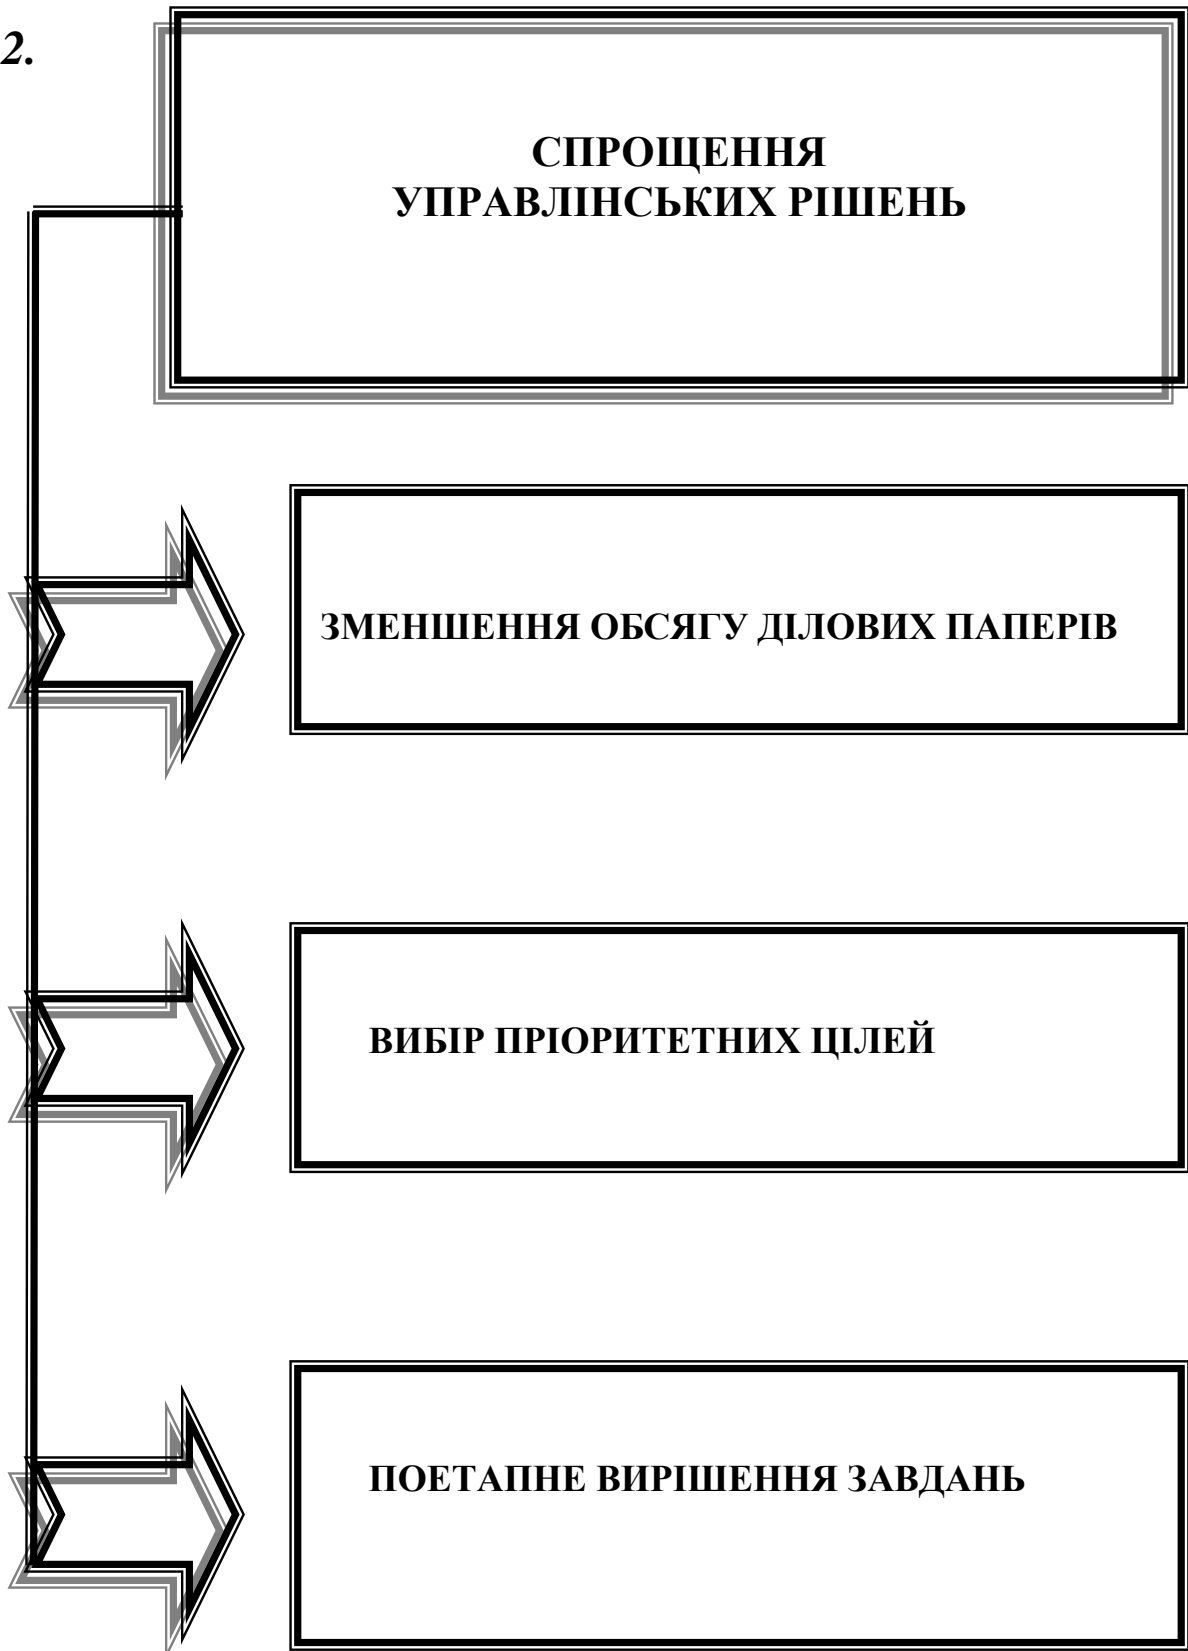 2.
СПРОЩЕННЯ
УПРАВЛІНСЬКИХ РІШЕНЬ
ЗМЕНШЕННЯ ОБСЯГУ ДІЛОВИХ ПАПЕРІВ
ВИБІР ПРІОРИТЕТНИХ ЦІЛЕЙ
ПОЕТАПНЕ ВИРІШЕННЯ ЗАВДАНЬ